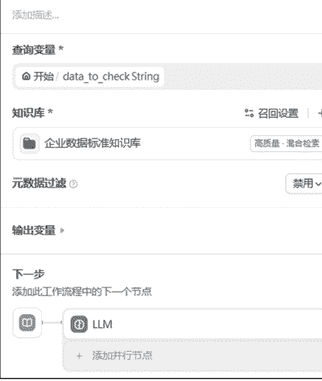 添加描述...
查询变量 *
开始 / data_to_check String
知识库 *
召回设置
企业数据标准知识库
高质量 · 混合检索
元数据过滤
禁用
输出变量
下一步
添加此工作流程中的下一个节点
LLM
+ 添加并行节点